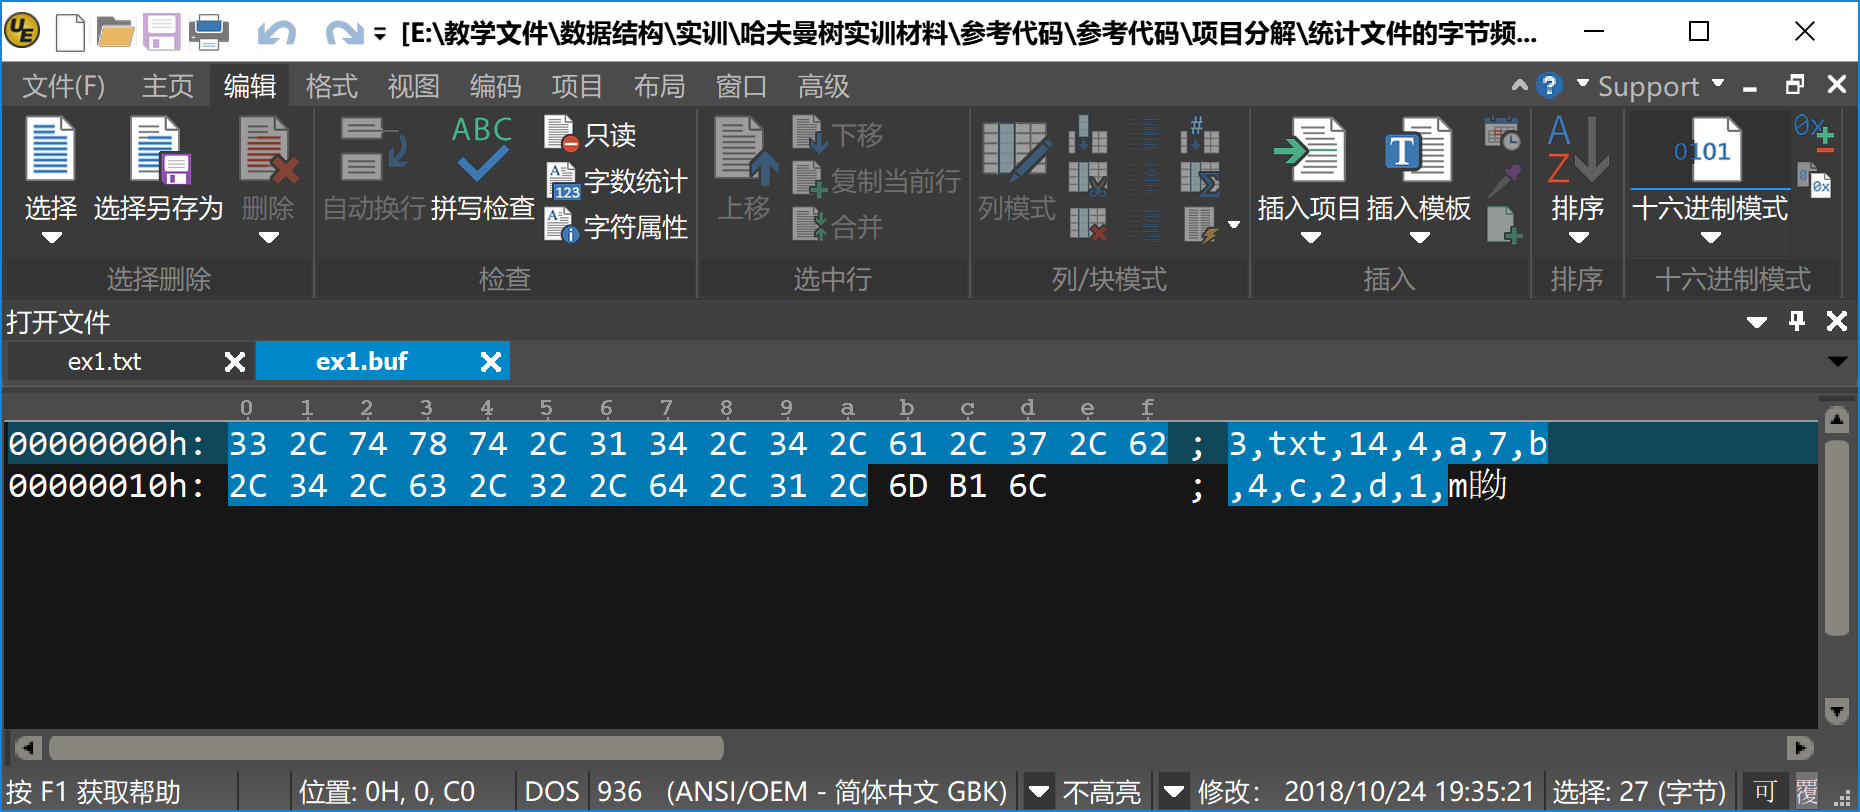 [E:\教学文件\数据结构\实训\哈夫曼树实训材料\参考代码\参考代码\项目分解\统计文件的字节频...
文件(F) 主页 编辑 格式 视图 编码 项目 布局 窗口 高级 Support
选择 选择另存为 删除 自动换行 ABC 拼写检查 只读 字数统计 字符属性 上移 下移 复制当前行 合并 列模式 插入项目 插入模板 排序 0101 十六进制模式
选择删除 检查 选中行 列/块模式 插入 排序 十六进制模式
打开文件
ex1.txt ex1.buf
0 1 2 3 4 5 6 7 8 9 a b c d e f
00000000h: 33 2C 74 78 74 2C 31 34 2C 34 2C 61 2C 37 2C 62 ; 3,txt,14,4,a,7,b
00000010h: 2C 34 2C 63 2C 32 2C 64 2C 31 2C 6D B1 6C ; ,4,c,2,d,1,m眑
按 F1 获取帮助 位置: 0H, 0, C0 DOS 936 (ANSI/OEM - 简体中文 GBK) 不高亮 修改: 2018/10/24 19:35:21 选择: 27 (字节) 可 覆